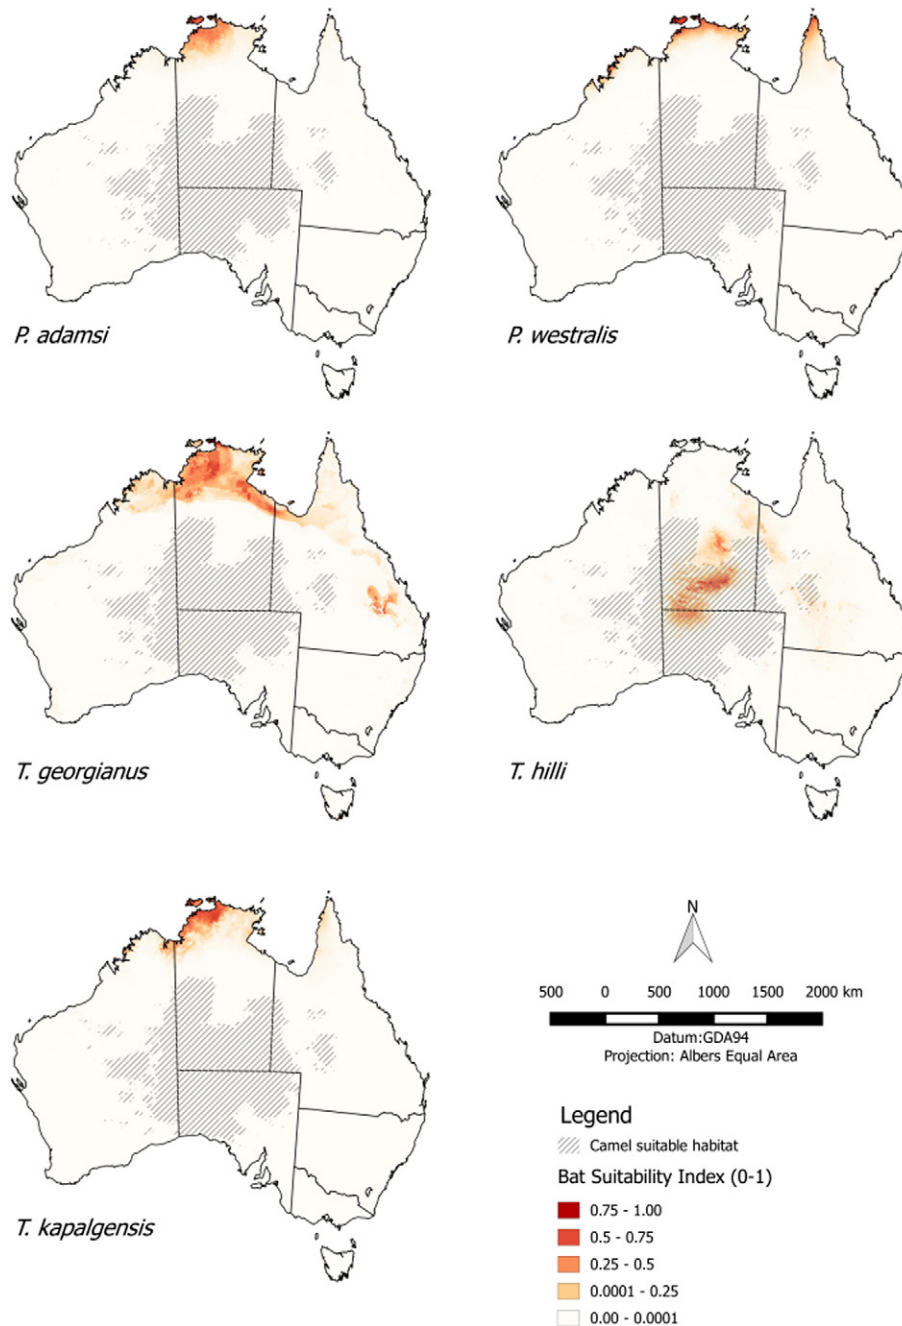 P. adamsi
P. westralis
T. georgianus
T. hilli
T. kapalgensis
N
500 0 500 1000 1500 2000 km
Datum:GDA94
Projection: Albers Equal Area
Legend
Camel suitable habitat
Bat Suitability Index (0-1)
0.75 - 1.00
0.5 - 0.75
0.25 - 0.5
0.0001 - 0.25
0.00 - 0.0001